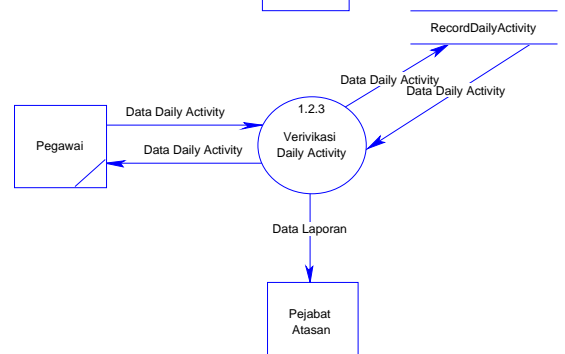 RecordDailyActivity
Data Daily Activity
Data Daily Activity
1.2.3
Verivikasi
Daily Activity
Data Daily Activity
Data Daily Activity
Pegawai
Data Laporan
Pejabat
Atasan